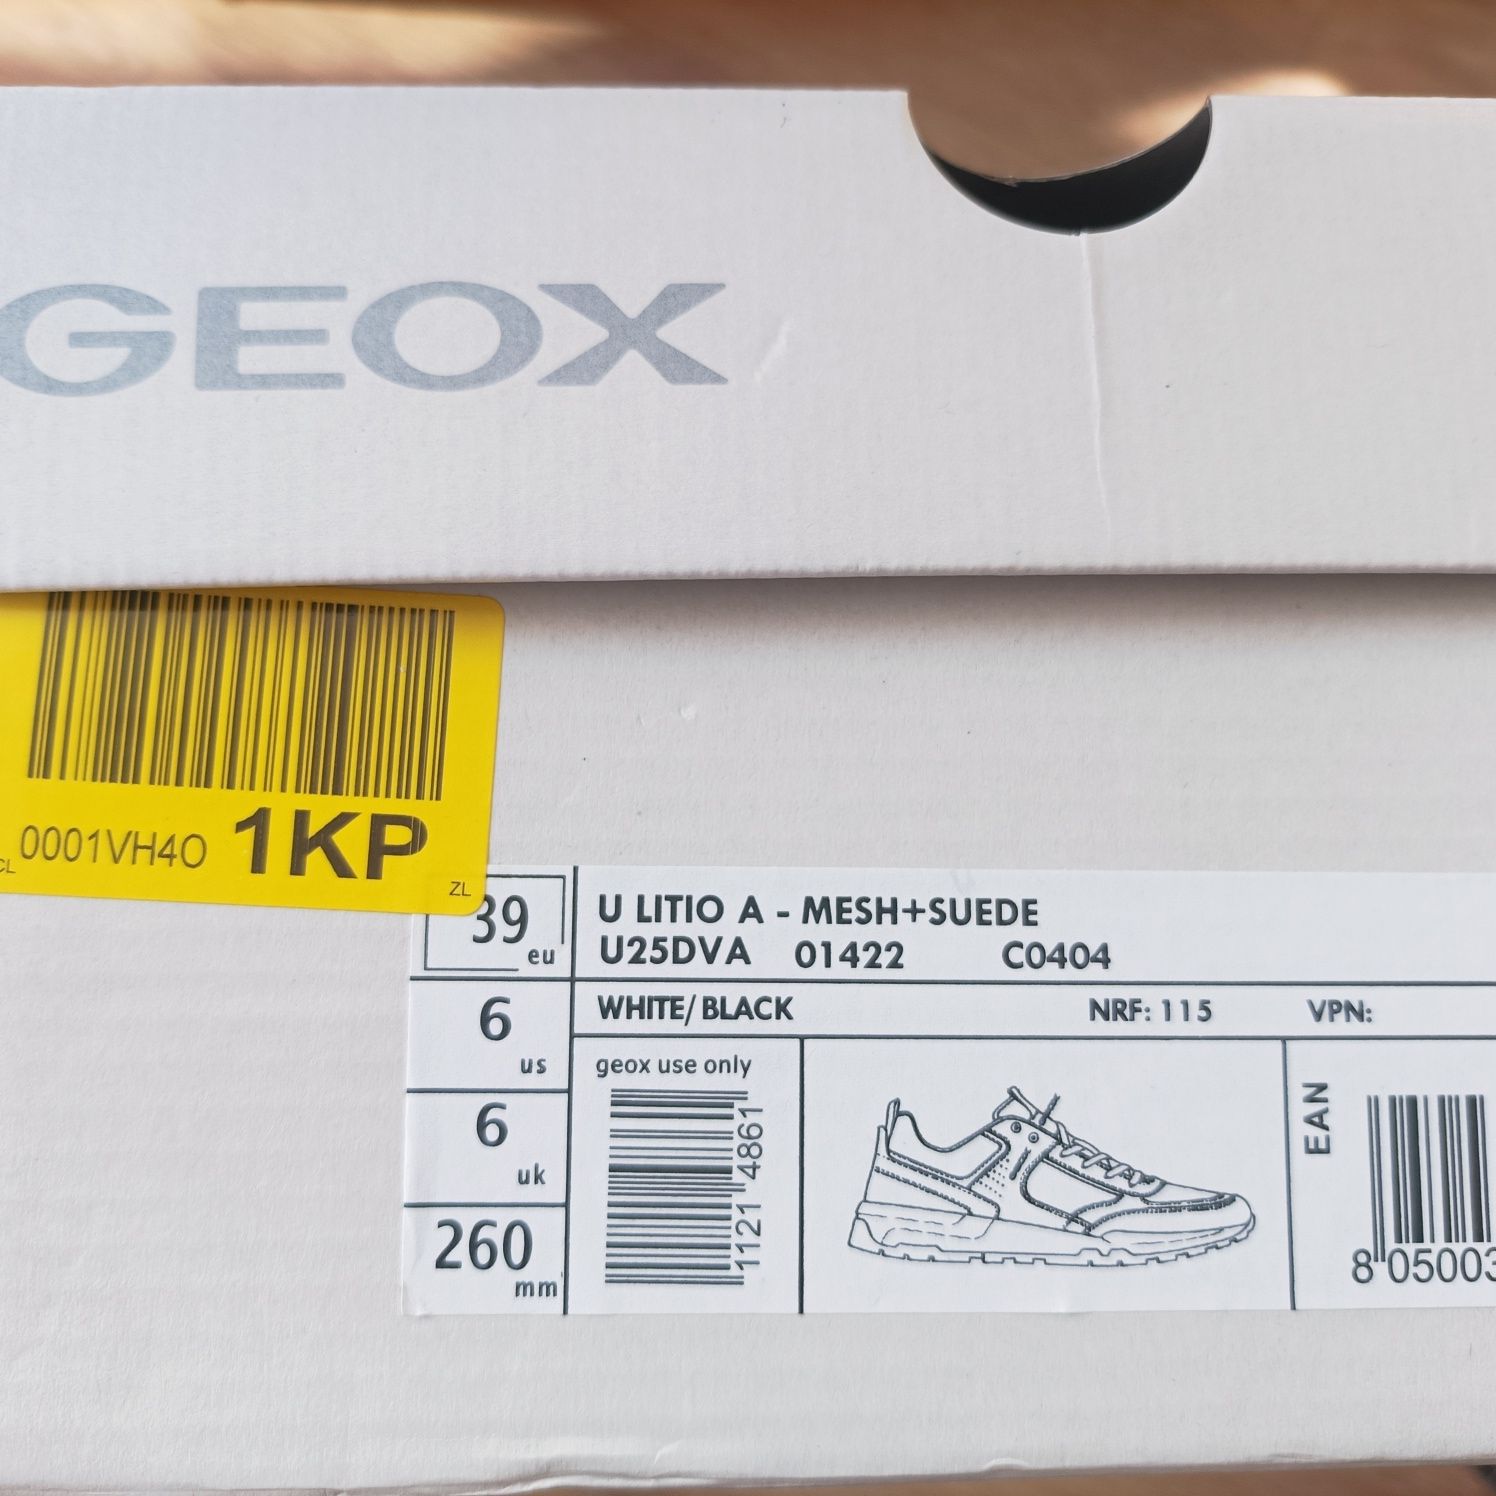 GEOX
0001VH4O 1KP
CL
ZL
39 eu
U LITIO A - MESH+SUEDE
U25DVA 01422 C0404
6 us
WHITE/BLACK NRF: 115 VPN:
geox use only
6 uk
1121 4861
EAN
260 mm
8 05003